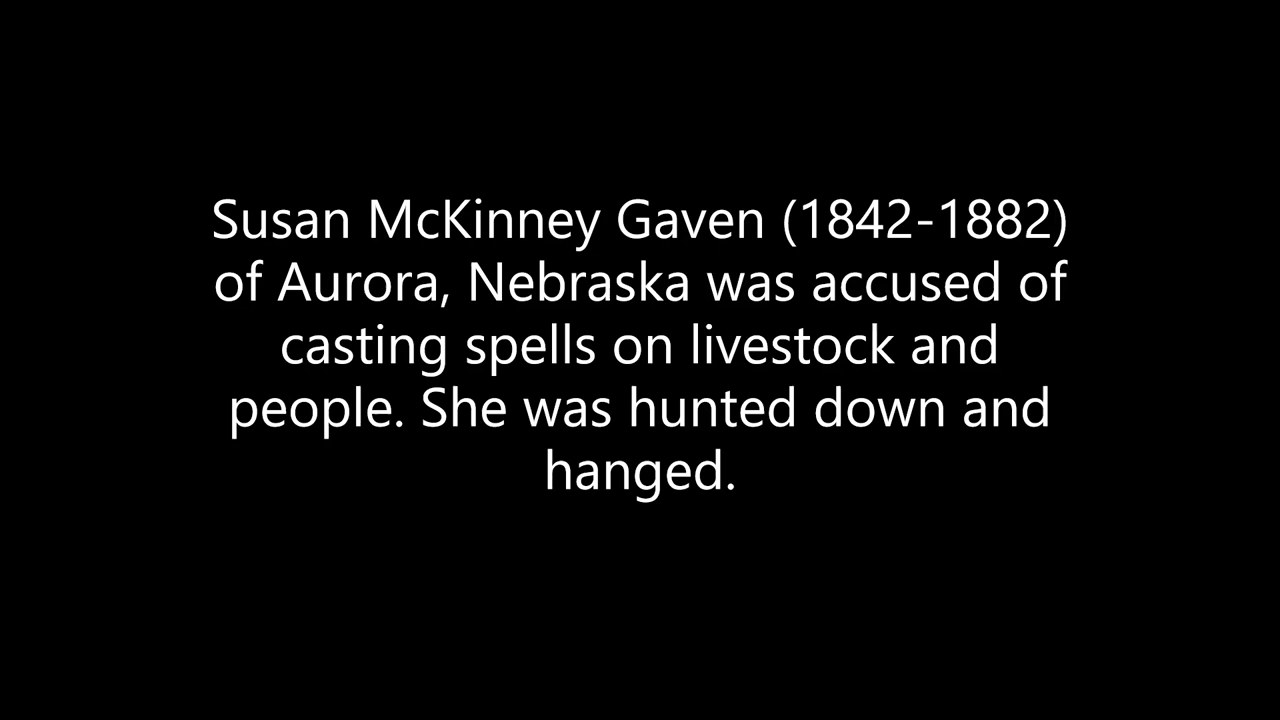 Susan McKinney Gaven (1842-1882)
of Aurora, Nebraska was accused of
casting spells on livestock and
people. She was hunted down and
hanged.